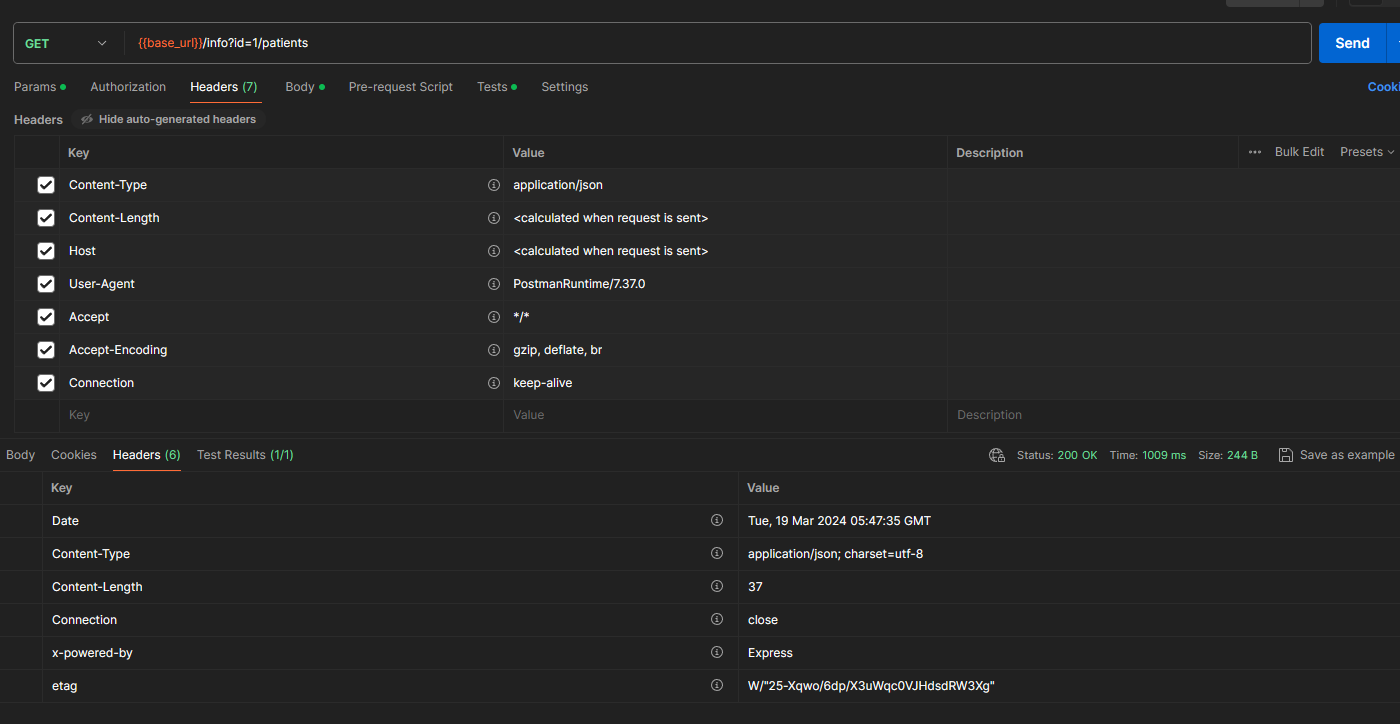 GET {{base_url}}/info?id=1/patients Send
Params Authorization Headers (7) Body Pre-request Script Tests Settings
Headers Hide auto-generated headers
Key Value Description ••• Bulk Edit Presets
Content-Type application/json
Content-Length <calculated when request is sent>
Host <calculated when request is sent>
User-Agent PostmanRuntime/7.37.0
Accept */*
Accept-Encoding gzip, deflate, br
Connection keep-alive
Key Value Description
Body Cookies Headers (6) Test Results (1/1) Status: 200 OK Time: 1009 ms Size: 244 B Save as example
Key Value
Date Tue, 19 Mar 2024 05:47:35 GMT
Content-Type application/json; charset=utf-8
Content-Length 37
Connection close
x-powered-by Express
etag W/"25-Xqwo/6dp/X3uWqc0VJHdsdRW3Xg"